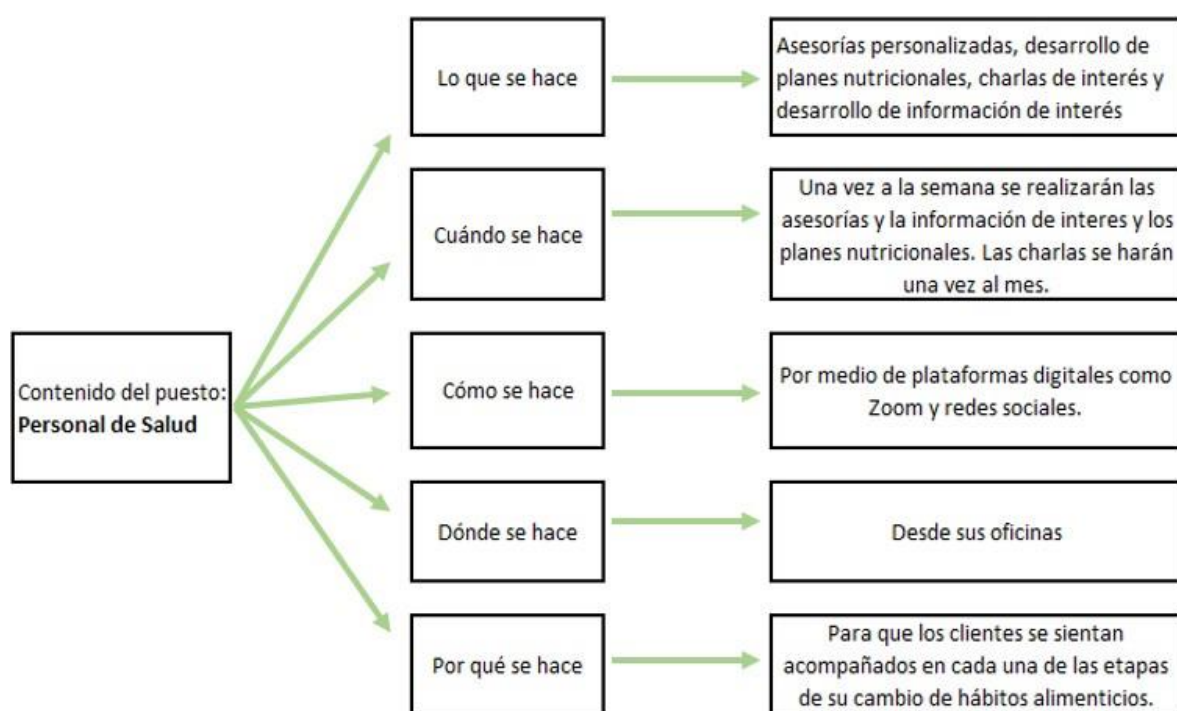 Contenido del puesto:
Personal de Salud
Lo que se hace
Asesorías personalizadas, desarrollo de
planes nutricionales, charlas de interés y
desarrollo de información de interés
Cuándo se hace
Una vez a la semana se realizarán las
asesorías y la información de interes y los
planes nutricionales. Las charlas se harán
una vez al mes.
Cómo se hace
Por medio de plataformas digitales como
Zoom y redes sociales.
Dónde se hace
Desde sus oficinas
Por qué se hace
Para que los clientes se sientan
acompañados en cada una de las etapas
de su cambio de hábitos alimenticios.